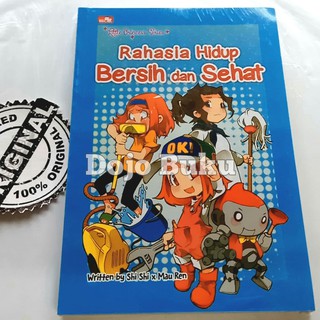 Rahasia Hidup
Bersih dan Sehat
Dojo Buku
OK!
Written by Shi Shi x Mau Ren
ORIGINAL
100% ORIGINAL